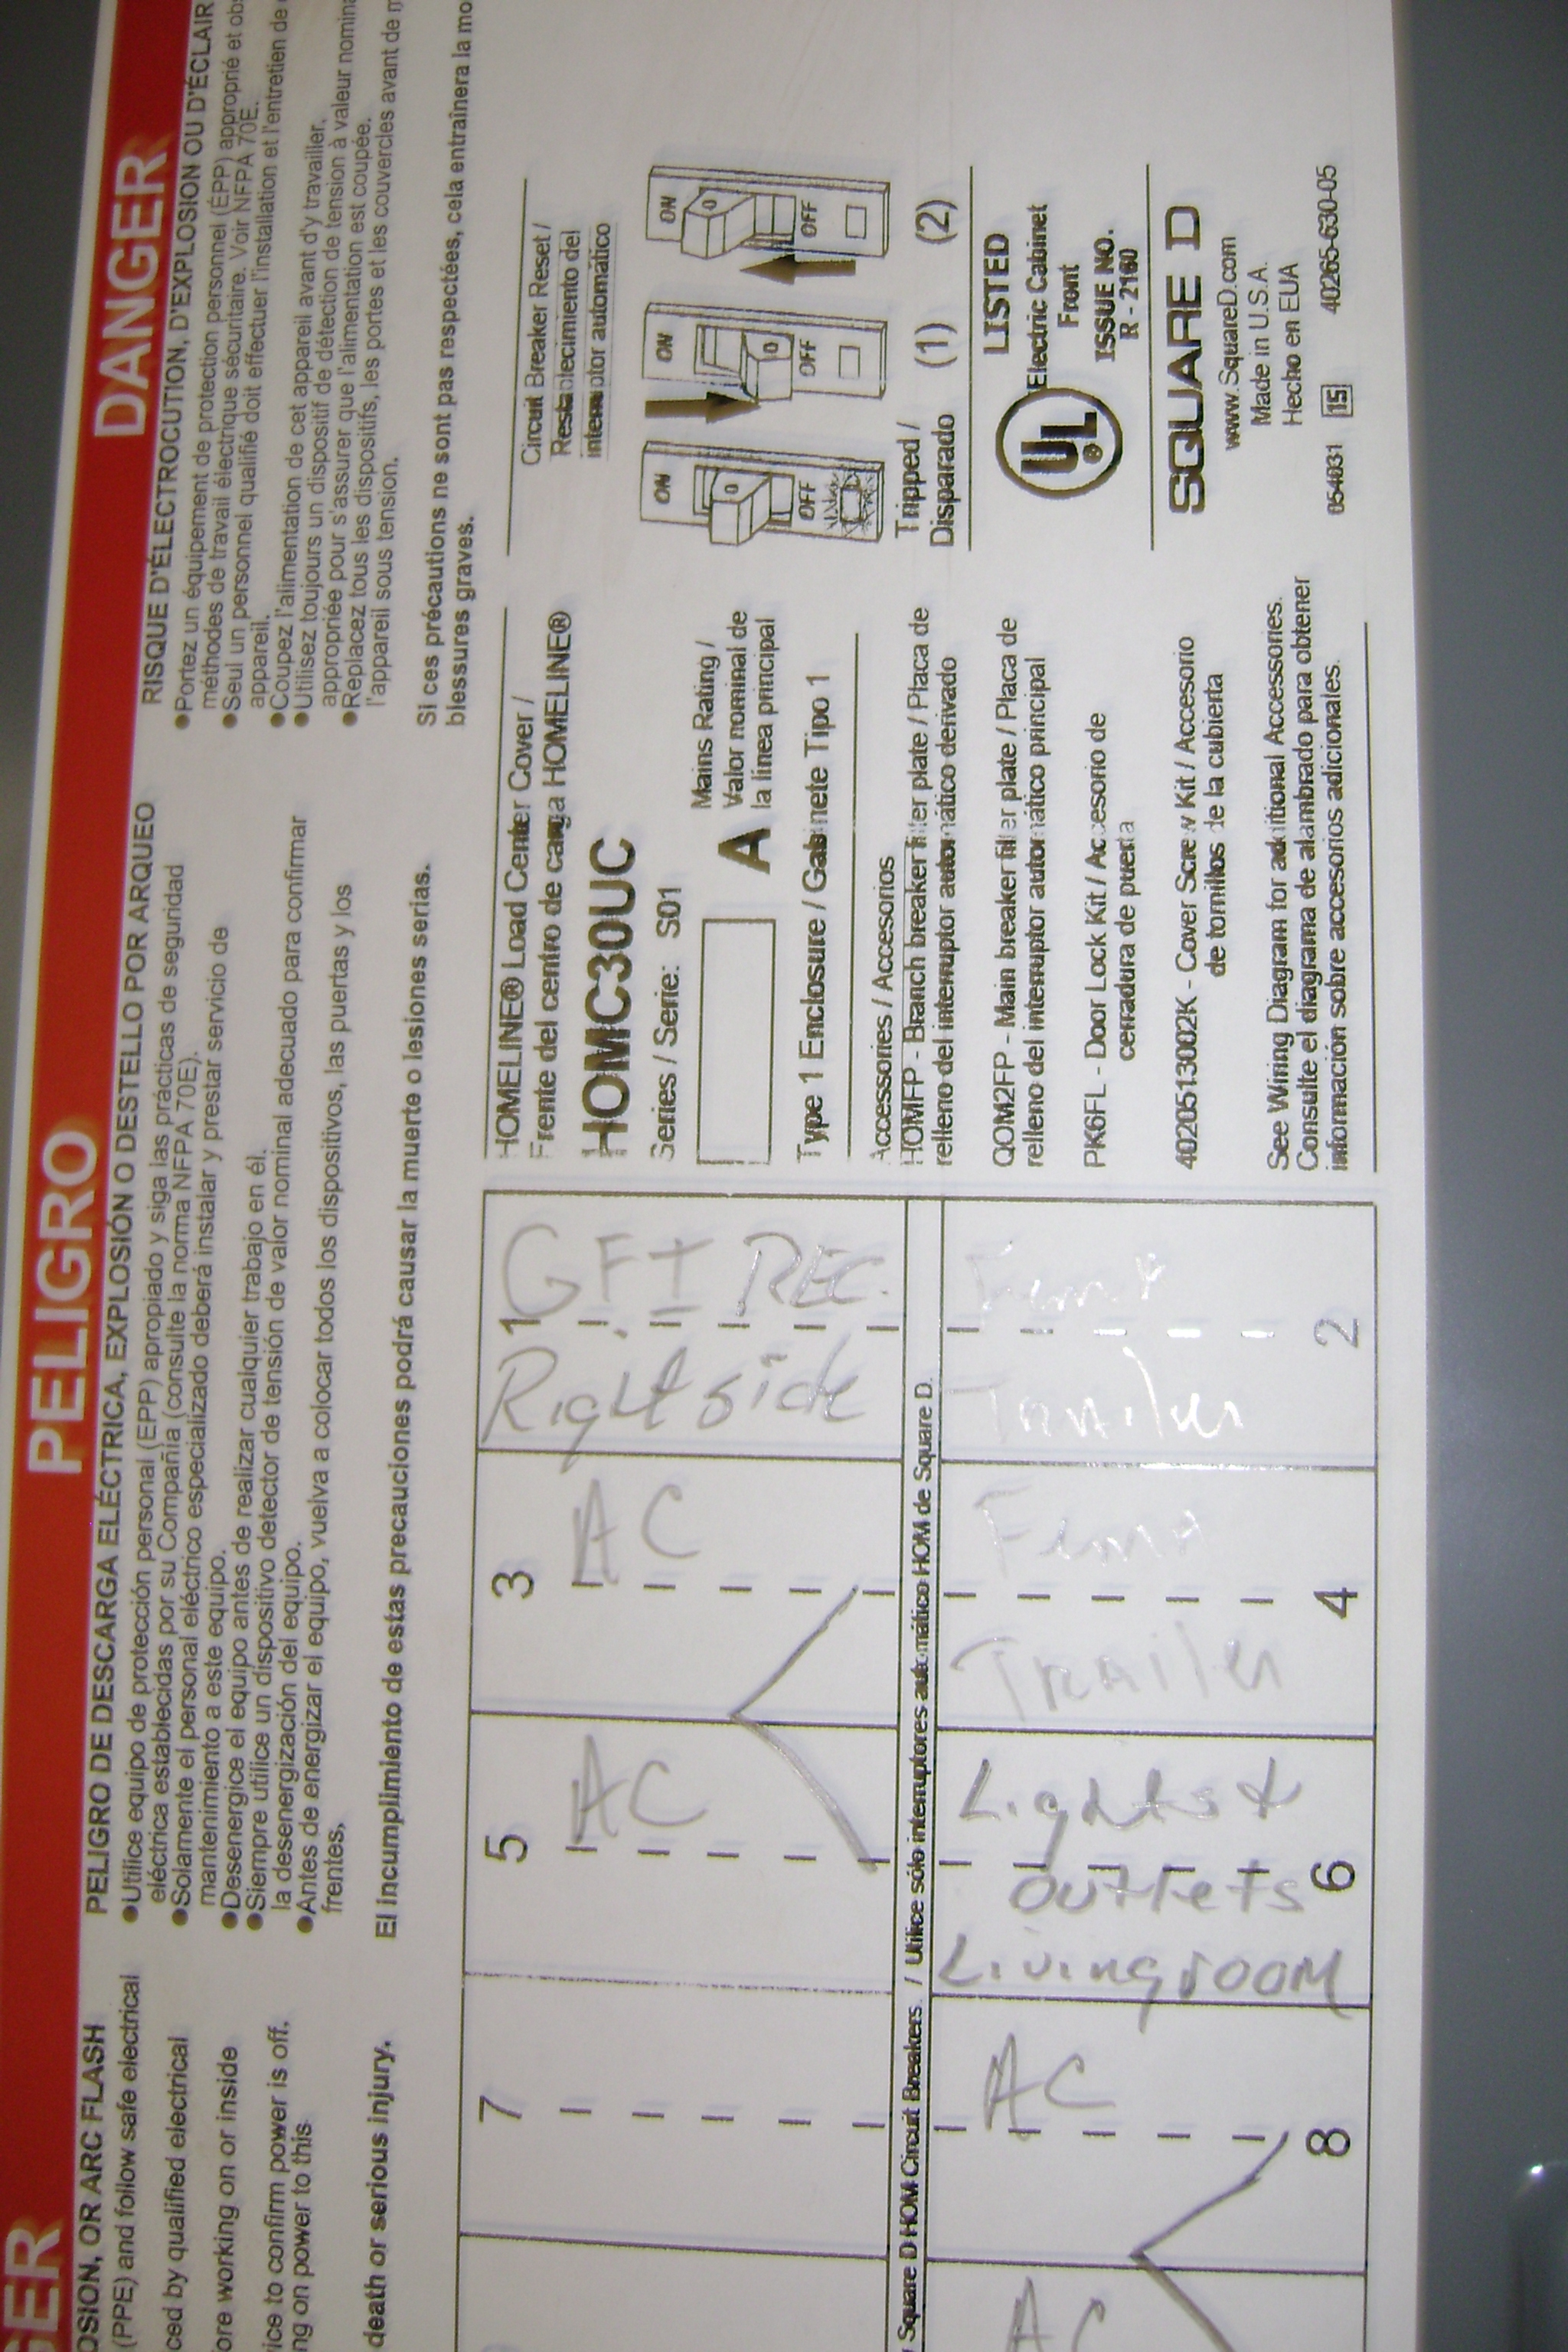 GER
OSION, OR ARC FLASH
(PPE) and follow safe electrical
ced by qualified electrical
ore working on or inside
ice to confirm power is off.
ng on power to this
death or serious injury.
PELIGRO
PELIGRO DE DESCARGA ELÉCTRICA, EXPLOSIÓN O DESTELLO POR ARQUEO
●Utilice equipo de protección personal (EPP) apropiado y siga las prácticas de seguridad
eléctrica establecidas por su Compañía (consulte la norma NFPA 70E).
●Solamente el personal eléctrico especializado deberá instalar y prestar servicio de
mantenimiento a este equipo.
●Desenergice el equipo antes de realizar cualquier trabajo en él.
●Siempre utilice un dispositivo detector de tensión de valor nominal adecuado para confirmar
la desenergización del equipo.
●Antes de energizar el equipo, vuelva a colocar todos los dispositivos, las puertas y los
frentes,
El incumplimiento de estas precauciones podrá causar la muerte o lesiones serias.
DANGER
RISQUE D'ÉLECTROCUTION, D'EXPLOSION OU D'ÉCLAIR
●Portez un équipement de protection personnel (ÉPP) approprié et obs
méthodes de travail électrique sécuritaire. Voir NFPA 70E.
●Seul un personnel qualifié doit effectuer l'installation et l'entretien de
appareil.
●Coupez l'alimentation de cet appareil avant d'y travailler.
●Utilisez toujours un dispositif de détection de tension à valeur nomina
appropriée pour s'assurer que l'alimentation est coupée.
●Replacez tous les dispositifs, les portes et les couvercles avant de m
l'appareil sous tension.
Si ces précautions ne sont pas respectées, cela entraînera la mo
blessures graves.
7
5
AC
3
AC
1
GFI REC.
Right side
Square D HOM Circuit Breakers. / Utilice sólo interruptores automático HOM de Square D.
AC
AC
8
Lights &
outlets
Livingroom
6
Fema
Trailer
4
Fema
Trailer
2
HOMELINE® Load Center Cover /
Frente del centro de carga HOMELINE®
HOMC30UC
Series / Serie: S01
A
Mains Rating /
Valor nominal de
la línea principal
Type 1 Enclosure / Gabinete Tipo 1
Accessories / Accesorios
HOMFP - Branch breaker filler plate / Placa de
relleno del interruptor automático derivado
QOM2FP - Main breaker filler plate / Placa de
relleno del interruptor automático principal
PK6FL - Door Lock Kit / Accesorio de
cerradura de puerta
4020513002K - Cover Screw Kit / Accesorio
de tornillos de la cubierta
See Wiring Diagram for additional Accessories.
Consulte el diagrama de alambrado para obtener
información sobre accesorios adicionales.
Circuit Breaker Reset /
Restablecimiento del
interruptor automático
ON
OFF
ON
OFF
ON
OFF
Tripped /
Disparado
(1)
(2)
UL
®
LISTED
Electric Cabinet
Front
ISSUE NO.
R - 2160
SQUARE D
www.SquareD.com
Made in U.S.A.
Hecho en EUA
054031 15 40265-630-05